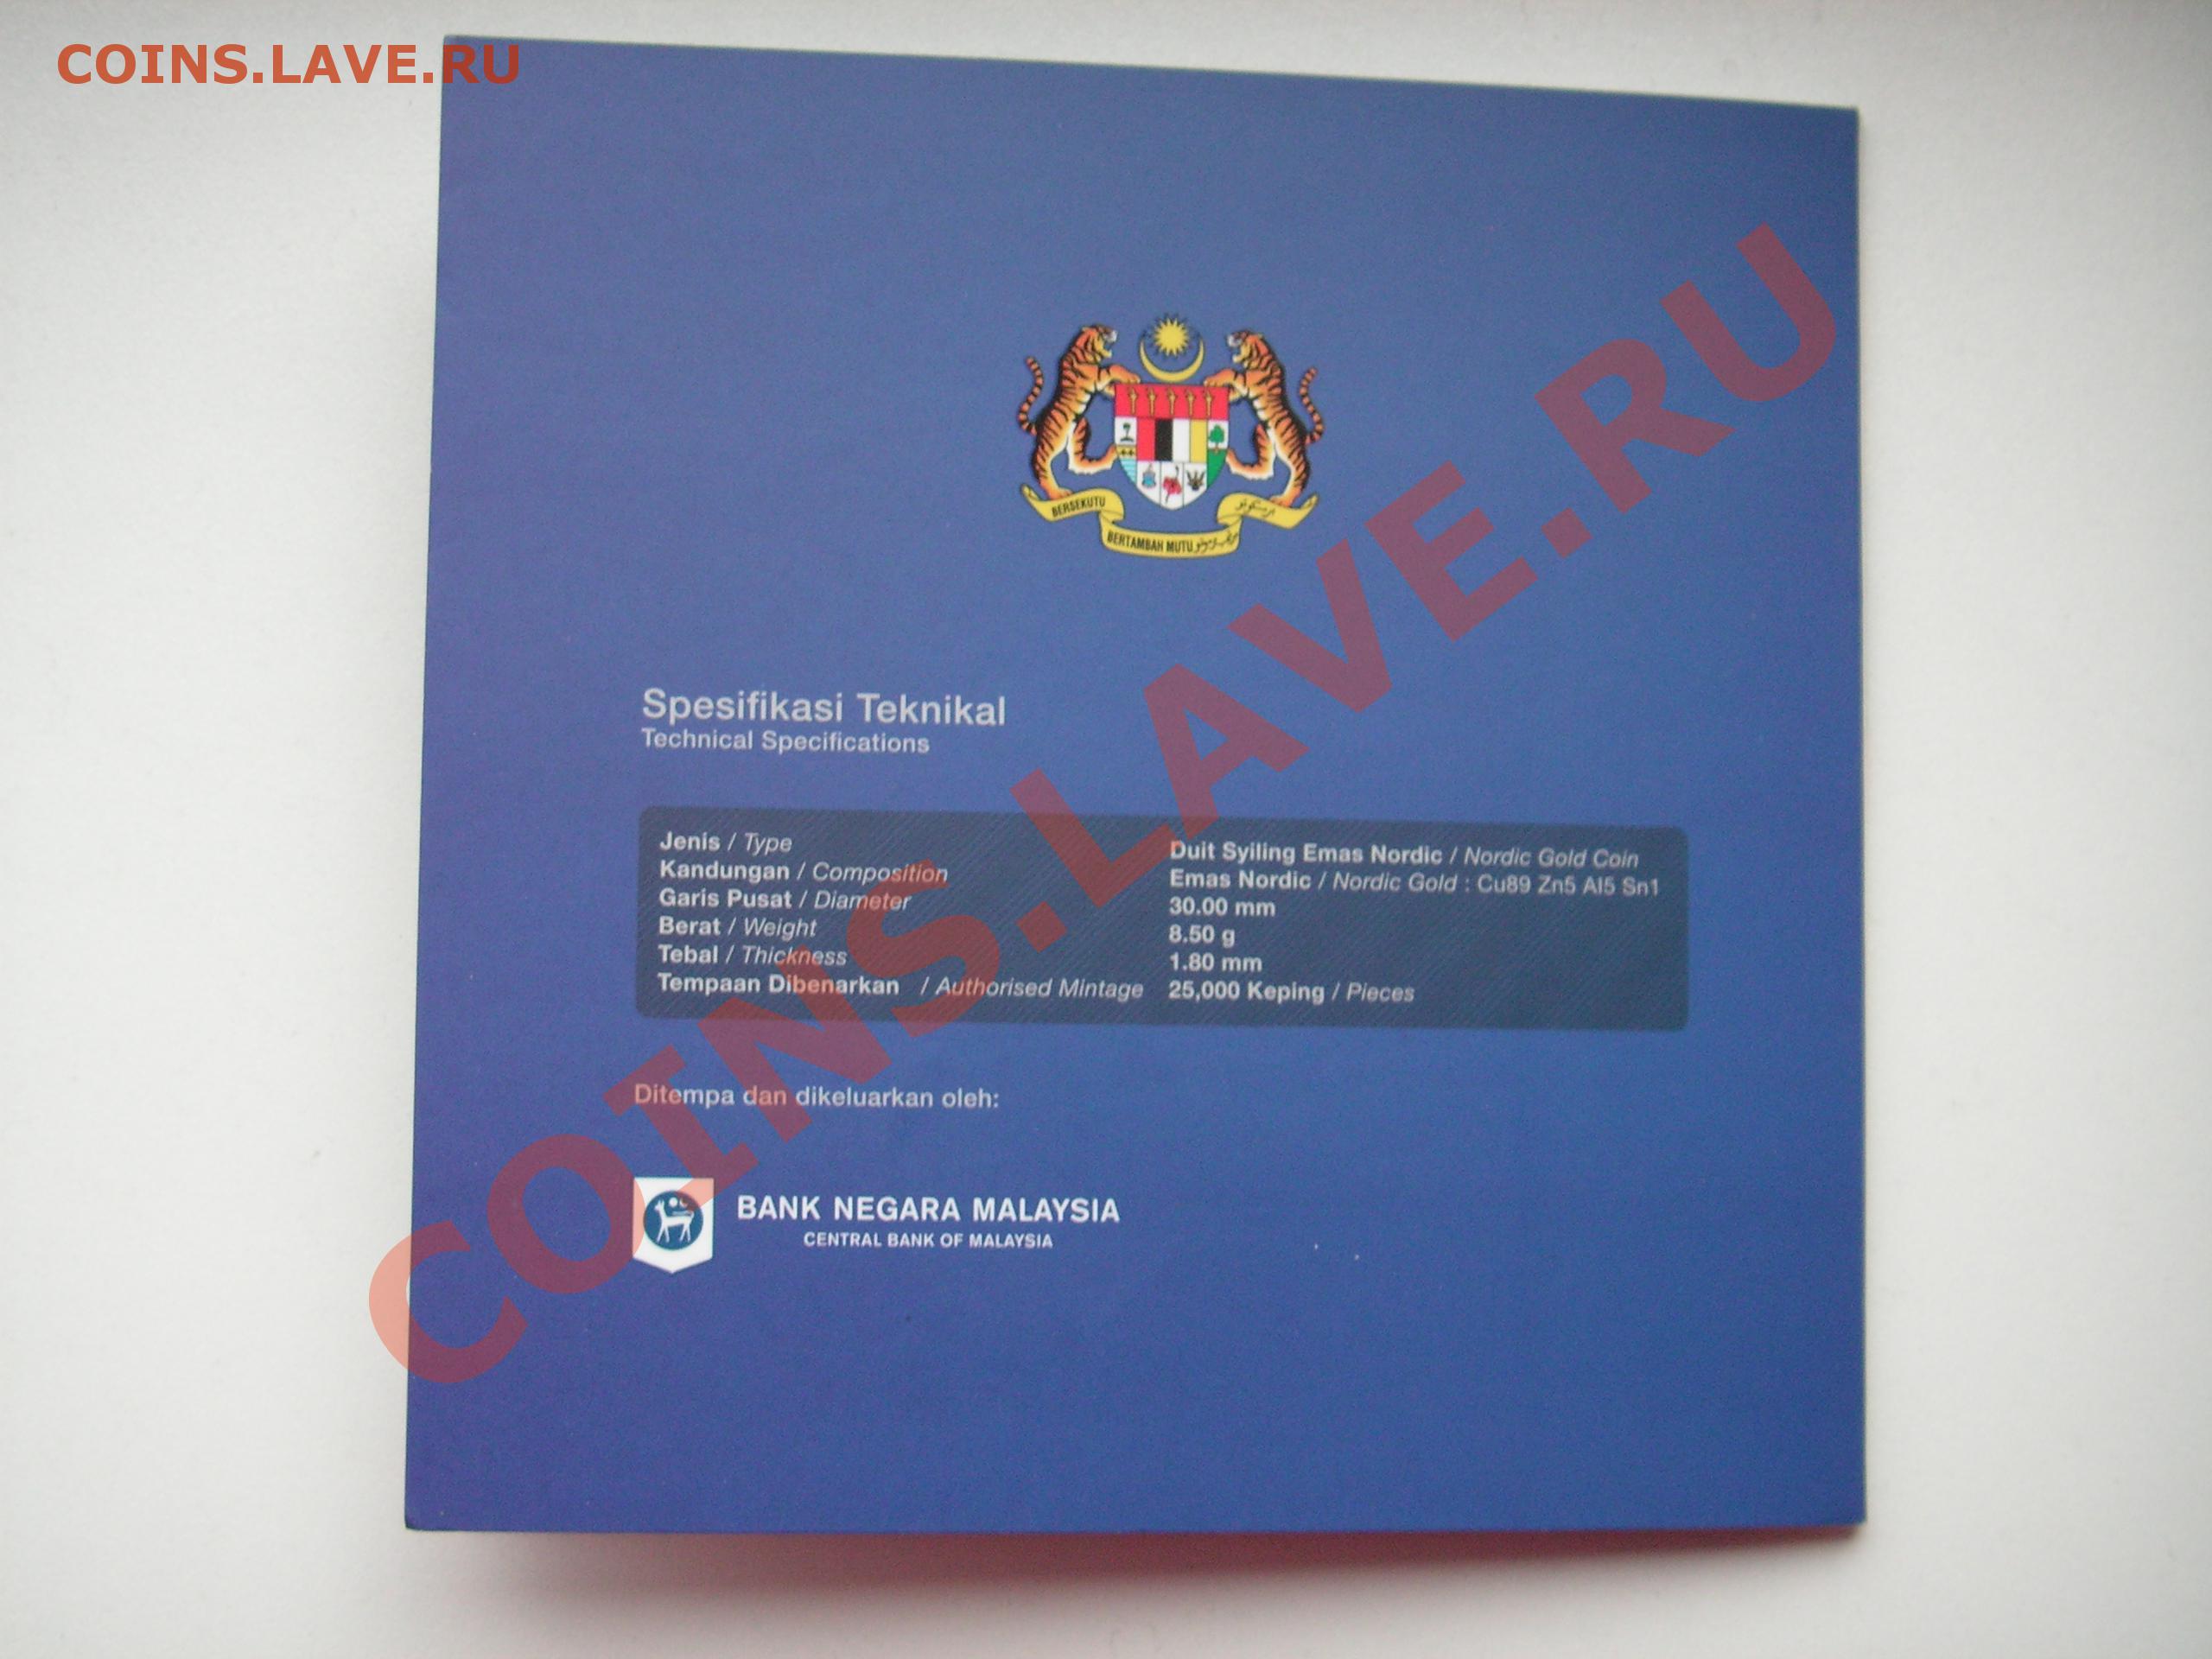 COINS.LAVE.RU
BERSEKUTU
BERTAMBAH MUTU
Spesifikasi Teknikal
Technical Specifications
Jenis / Type Duit Syiling Emas Nordic / Nordic Gold Coin
Kandungan / Composition Emas Nordic / Nordic Gold : Cu89 Zn5 Al5 Sn1
Garis Pusat / Diameter 30.00 mm
Berat / Weight 8.50 g
Tebal / Thickness 1.80 mm
Tempaan Dibenarkan / Authorised Mintage 25,000 Keping / Pieces
Ditempa dan dikeluarkan oleh:
BANK NEGARA MALAYSIA
CENTRAL BANK OF MALAYSIA
COINS.LAVE.RU